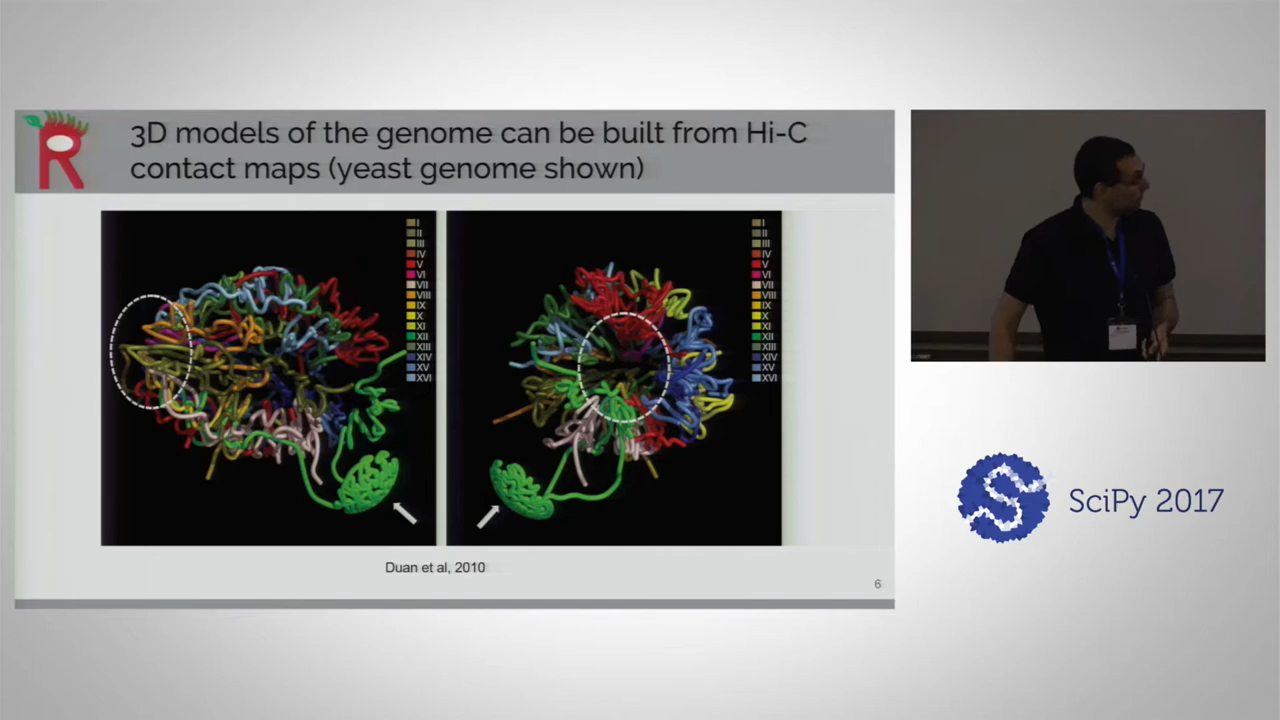 R
3D models of the genome can be built from Hi-C
contact maps (yeast genome shown)
I
II
III
IV
V
VI
VII
VIII
IX
X
XI
XII
XIII
XIV
XV
XVI
I
II
III
IV
V
VI
VII
VIII
IX
X
XI
XII
XIII
XIV
XV
XVI
Duan et al, 2010
6
S
SciPy 2017